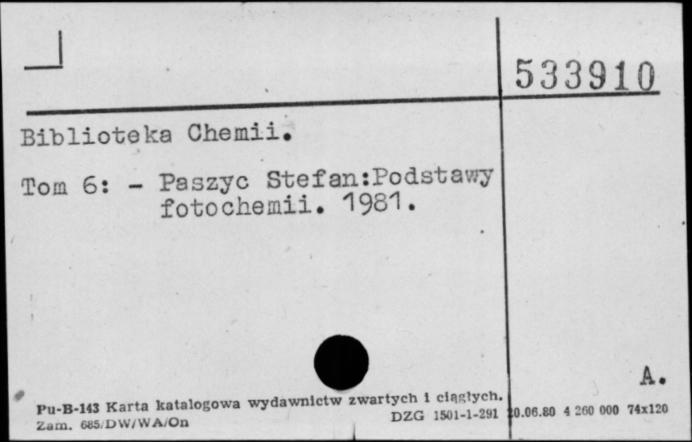 533910
Biblioteka Chemii.
Tom 6: - Paszyc Stefan:Podstawy
fotochemii. 1981.
A.
Pu-B-143 Karta katalogowa wydawnictw zwartych i ciągłych.
Zam. 685/DW/WA/On DZG 1501-1-291 20.06.80 4 260 000 74x120